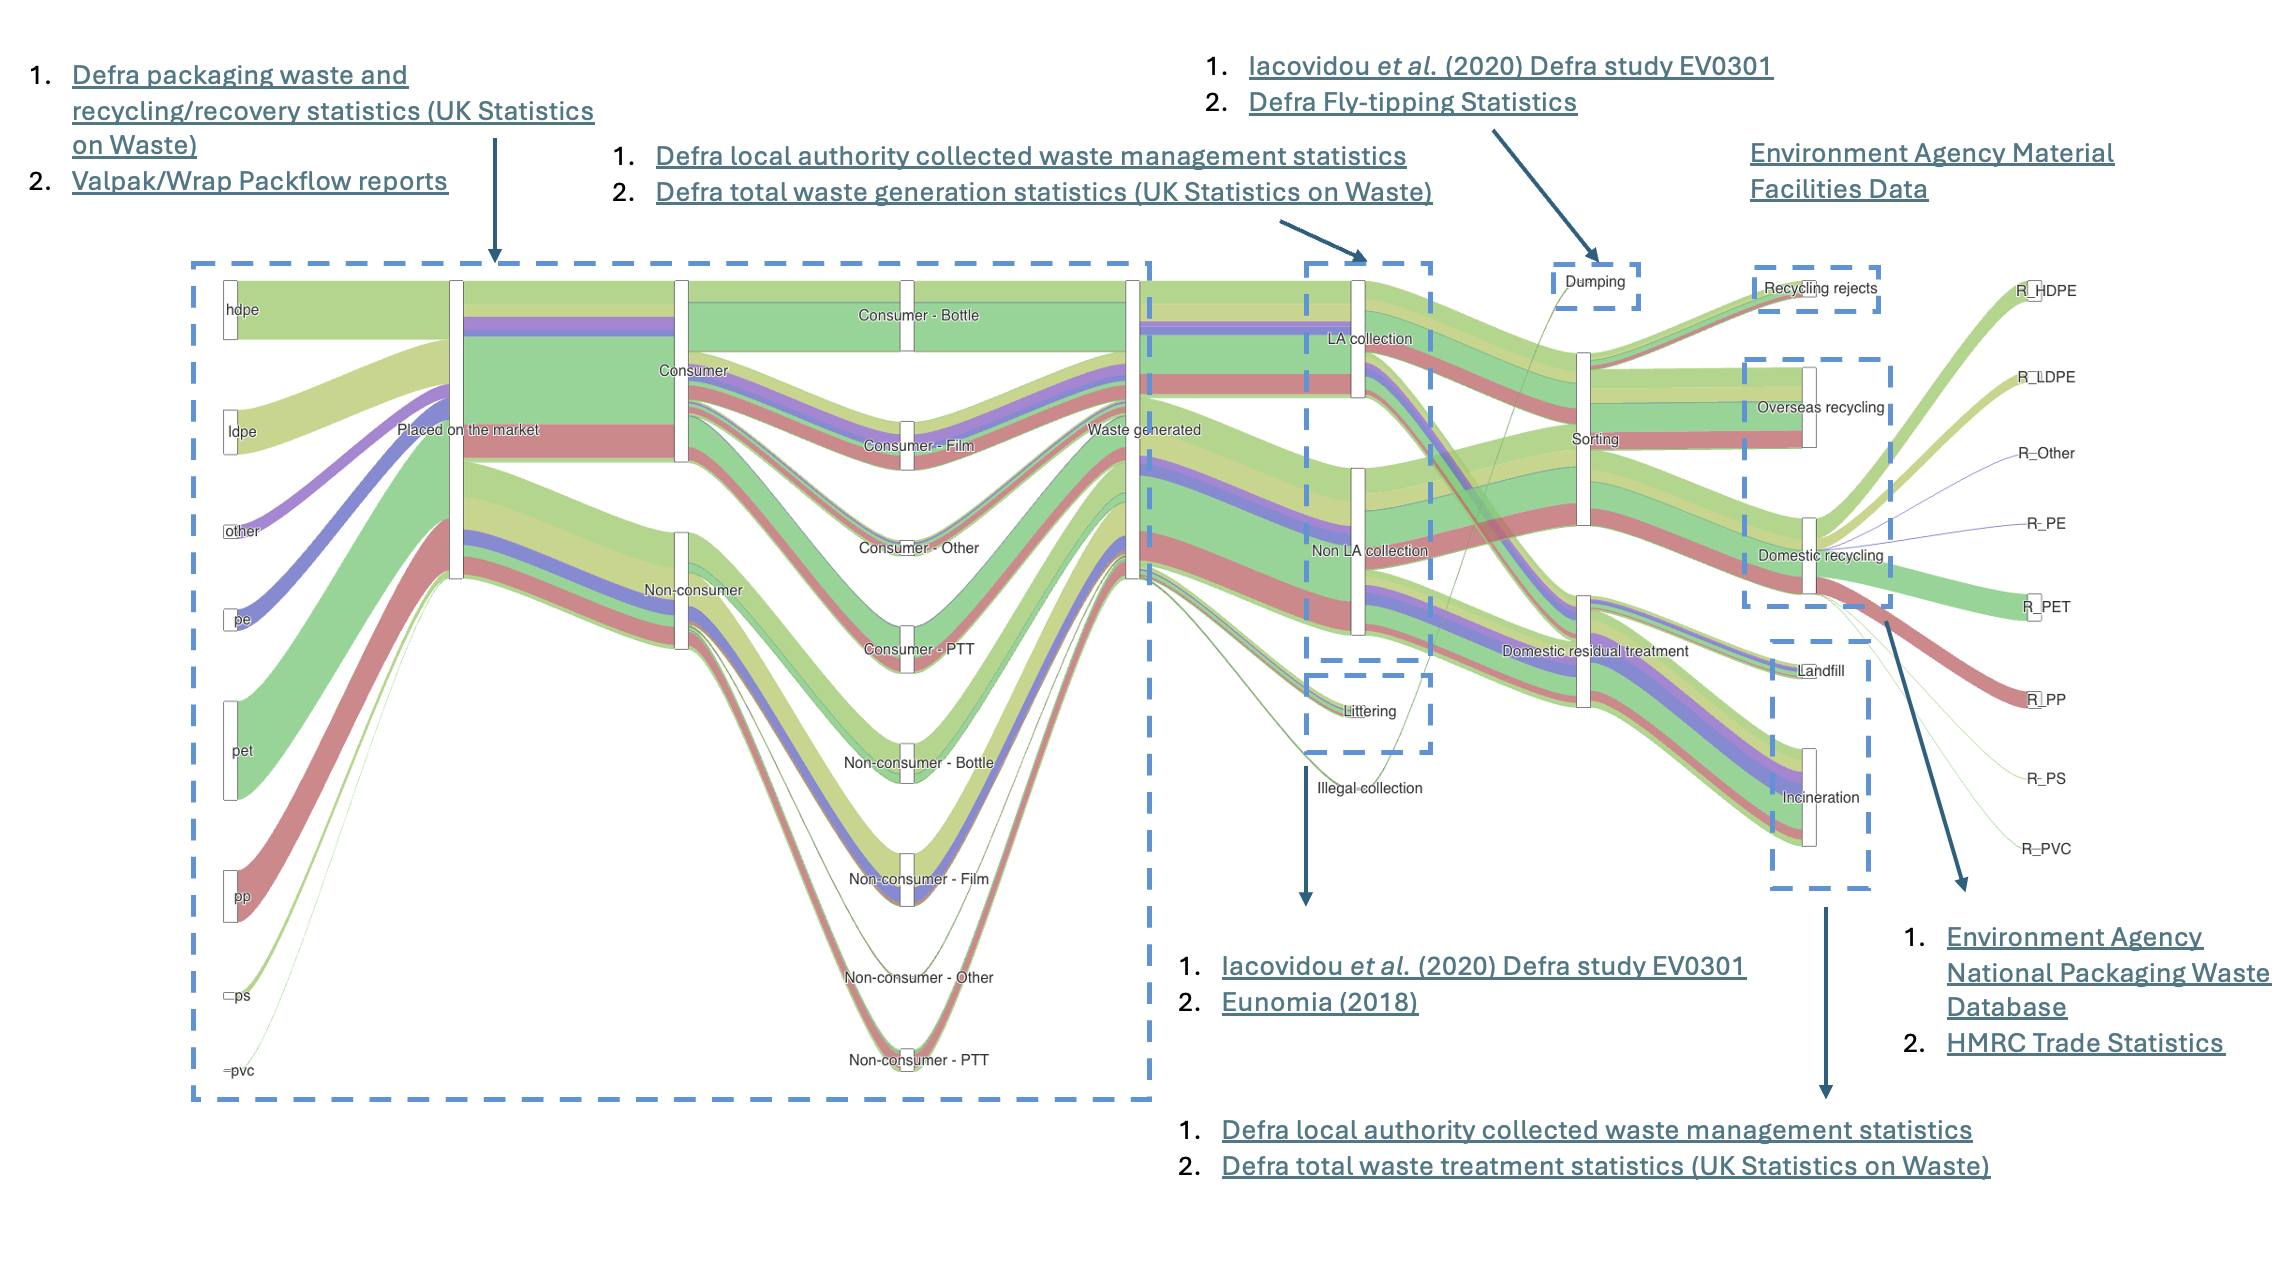 1. Defra packaging waste and
recycling/recovery statistics (UK Statistics
on Waste)
2. Valpak/Wrap Packflow reports
1. Defra local authority collected waste management statistics
2. Defra total waste generation statistics (UK Statistics on Waste)
1. Iacovidou et al. (2020) Defra study EV0301
2. Defra Fly-tipping Statistics
Environment Agency Material
Facilities Data
hdpe
ldpe
other
pe
pet
pp
ps
pvc
Placed on the market
Consumer
Non-consumer
Consumer - Bottle
Consumer - Film
Consumer - Other
Consumer - PTT
Non-consumer - Bottle
Non-consumer - Film
Non-consumer - Other
Non-consumer - PTT
Waste generated
LA collection
Non LA collection
Littering
Illegal collection
Dumping
Sorting
Domestic residual treatment
Recycling rejects
Overseas recycling
Domestic recycling
Landfill
Incineration
R_HDPE
R_LDPE
R_Other
R_PE
R_PET
R_PP
R_PS
R_PVC
1. Iacovidou et al. (2020) Defra study EV0301
2. Eunomia (2018)
1. Environment Agency
National Packaging Waste
Database
2. HMRC Trade Statistics
1. Defra local authority collected waste management statistics
2. Defra total waste treatment statistics (UK Statistics on Waste)